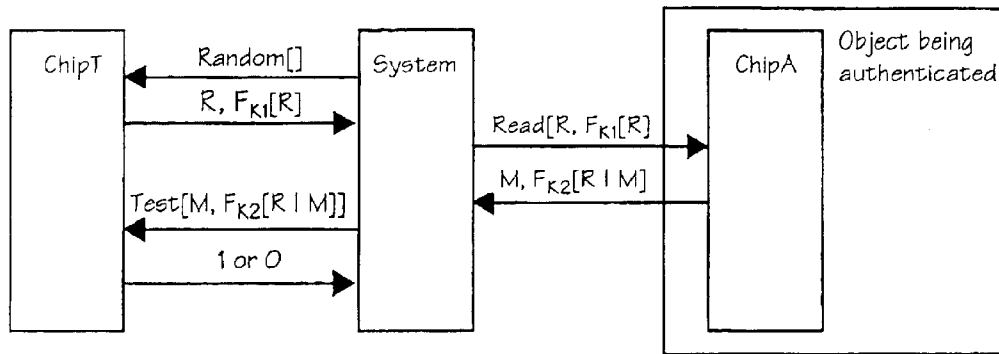 ChipT
System
ChipA
Object being
authenticated
Random[]
R, FK1[R]
Read[R, FK1[R]
M, FK2[R | M]
Test[M, FK2[R | M]]
1 or 0